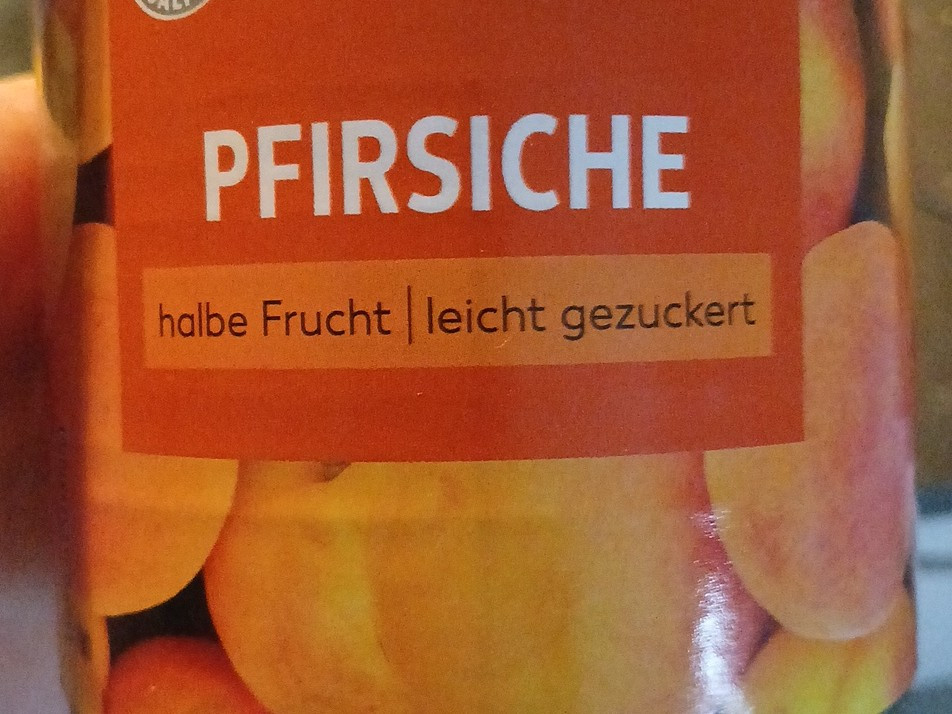 PFIRSICHE
halbe Frucht | leicht gezuckert